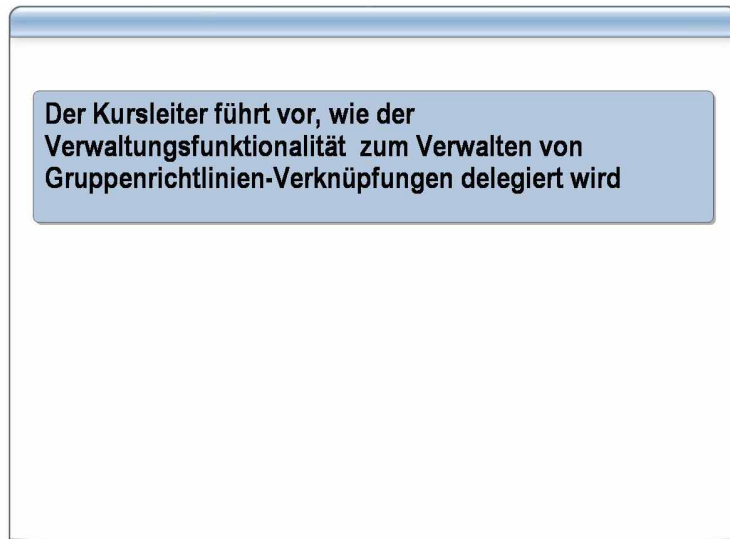 Der Kursleiter führt vor, wie der
Verwaltungsfunktionalität  zum Verwalten von
Gruppenrichtlinien-Verknüpfungen delegiert wird